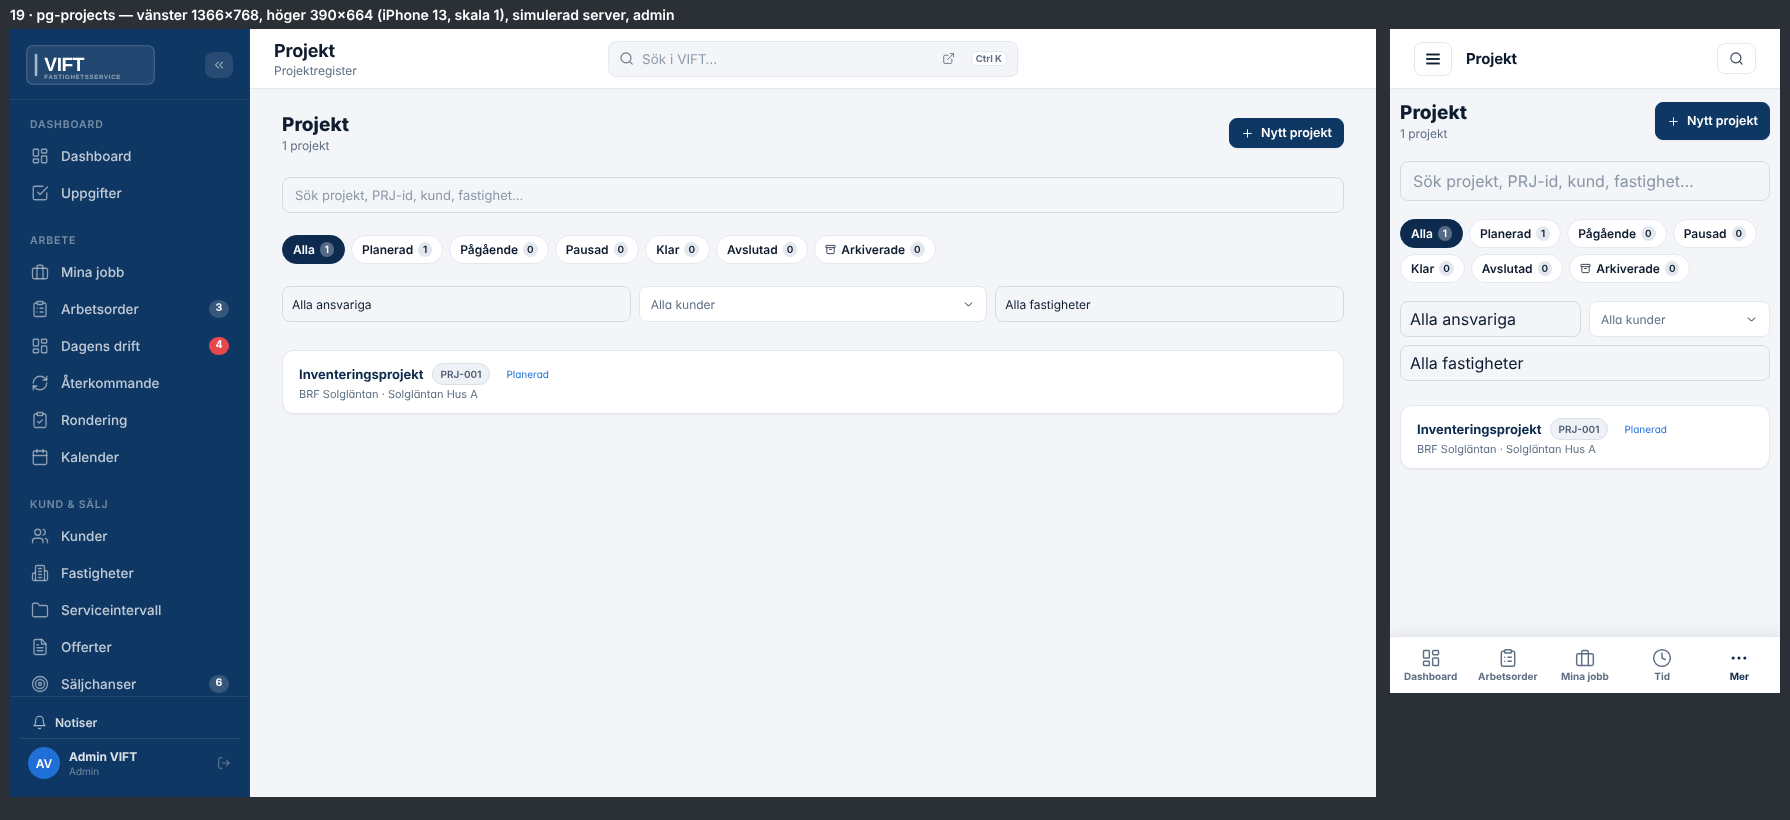 19 · pg-projects — vänster 1366×768, höger 390×664 (iPhone 13, skala 1), simulerad server, admin
VIFT
FASTIGHETSSERVICE
DASHBOARD
Dashboard
Uppgifter
ARBETE
Mina jobb
Arbetsorder 3
Dagens drift 4
Återkommande
Rondering
Kalender
KUND & SÄLJ
Kunder
Fastigheter
Serviceintervall
Offerter
Säljchanser 6
Notiser
AV
Admin VIFT
Admin
Projekt
Projektregister
Sök i VIFT...
Ctrl K
Projekt
1 projekt
+ Nytt projekt
Sök projekt, PRJ-id, kund, fastighet...
Alla 1 Planerad 1 Pågående 0 Pausad 0 Klar 0 Avslutad 0 Arkiverade 0
Alla ansvariga Alla kunder Alla fastigheter
Inventeringsprojekt PRJ-001 Planerad
BRF Solgläntan · Solgläntan Hus A
Projekt
Projekt
1 projekt
+ Nytt projekt
Sök projekt, PRJ-id, kund, fastighet...
Alla 1 Planerad 1 Pågående 0 Pausad 0
Klar 0 Avslutad 0 Arkiverade 0
Alla ansvariga Alla kunder
Alla fastigheter
Inventeringsprojekt PRJ-001 Planerad
BRF Solgläntan · Solgläntan Hus A
Dashboard Arbetsorder Mina jobb Tid Mer